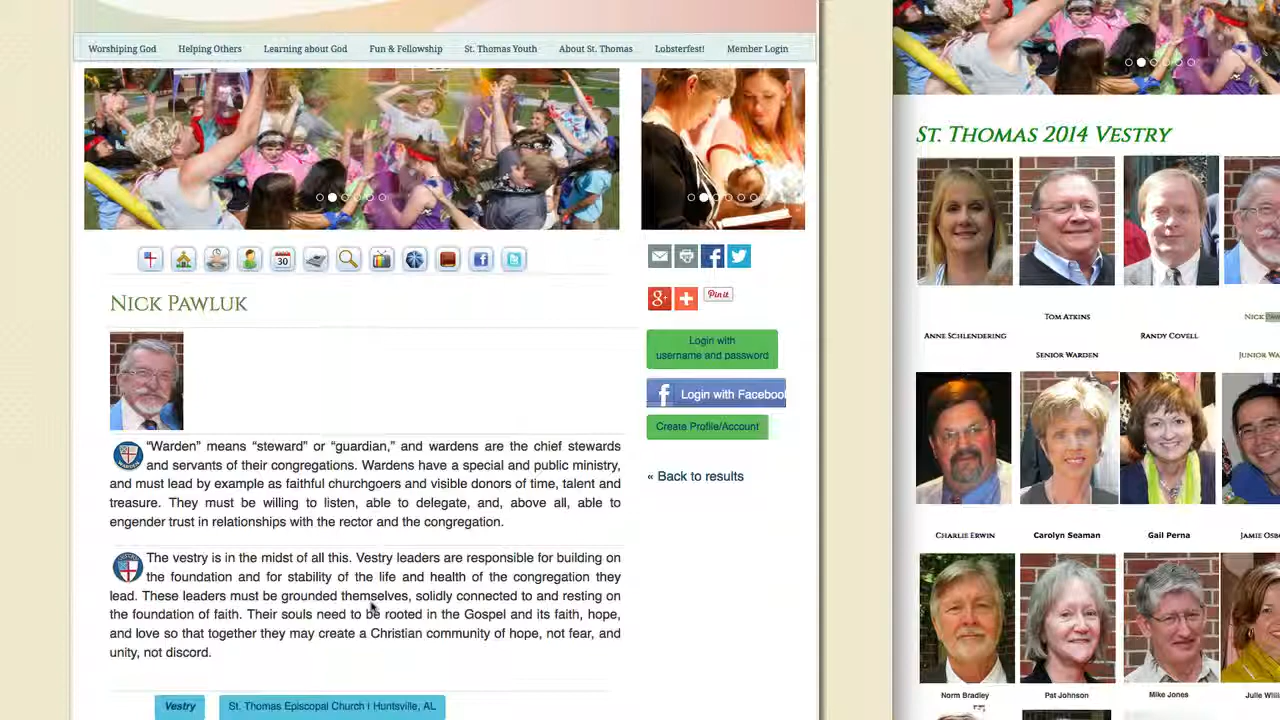 Worshiping God Helping Others Learning about God Fun & Fellowship St. Thomas Youth About St. Thomas Lobsterfest! Member Login
30
Nick Pawluk
Pin it
Login with
username and password
Login with Facebook
Create Profile/Account
« Back to results
“Warden” means “steward” or “guardian,” and wardens are the chief stewards
and servants of their congregations. Wardens have a special and public ministry,
and must lead by example as faithful churchgoers and visible donors of time, talent and
treasure. They must be willing to listen, able to delegate, and, above all, able to
engender trust in relationships with the rector and the congregation.
The vestry is in the midst of all this. Vestry leaders are responsible for building on
the foundation and for stability of the life and health of the congregation they
lead. These leaders must be grounded themselves, solidly connected to and resting on
the foundation of faith. Their souls need to be rooted in the Gospel and its faith, hope,
and love so that together they may create a Christian community of hope, not fear, and
unity, not discord.
Vestry
St. Thomas Episcopal Church | Huntsville, AL
St. Thomas 2014 Vestry
Anne Schlendering
Tom Atkins
Senior Warden
Randy Covell
Nick Paw
Junior Wa
Charlie Erwin
Carolyn Seaman
Gail Perna
Jamie Osb
Norm Bradley
Pat Johnson
Mike Jones
Julie Willi